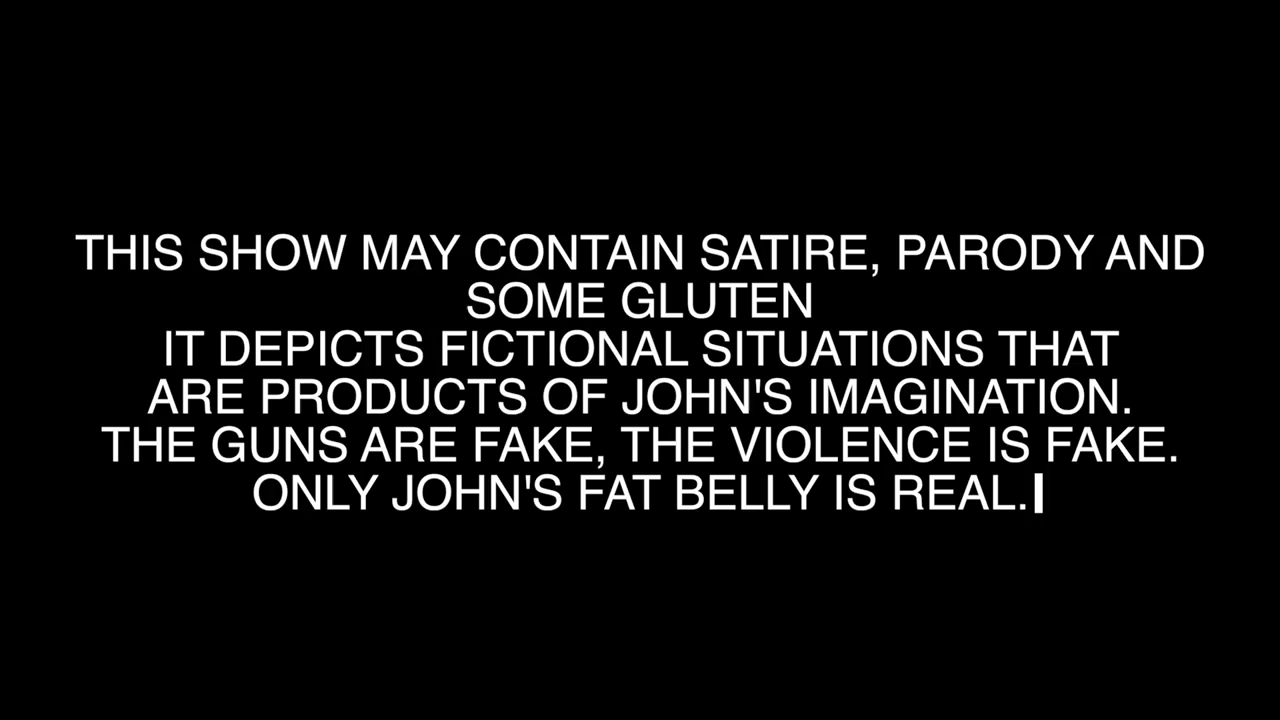 THIS SHOW MAY CONTAIN SATIRE, PARODY AND
SOME GLUTEN
IT DEPICTS FICTIONAL SITUATIONS THAT
ARE PRODUCTS OF JOHN'S IMAGINATION.
THE GUNS ARE FAKE, THE VIOLENCE IS FAKE.
ONLY JOHN'S FAT BELLY IS REAL.